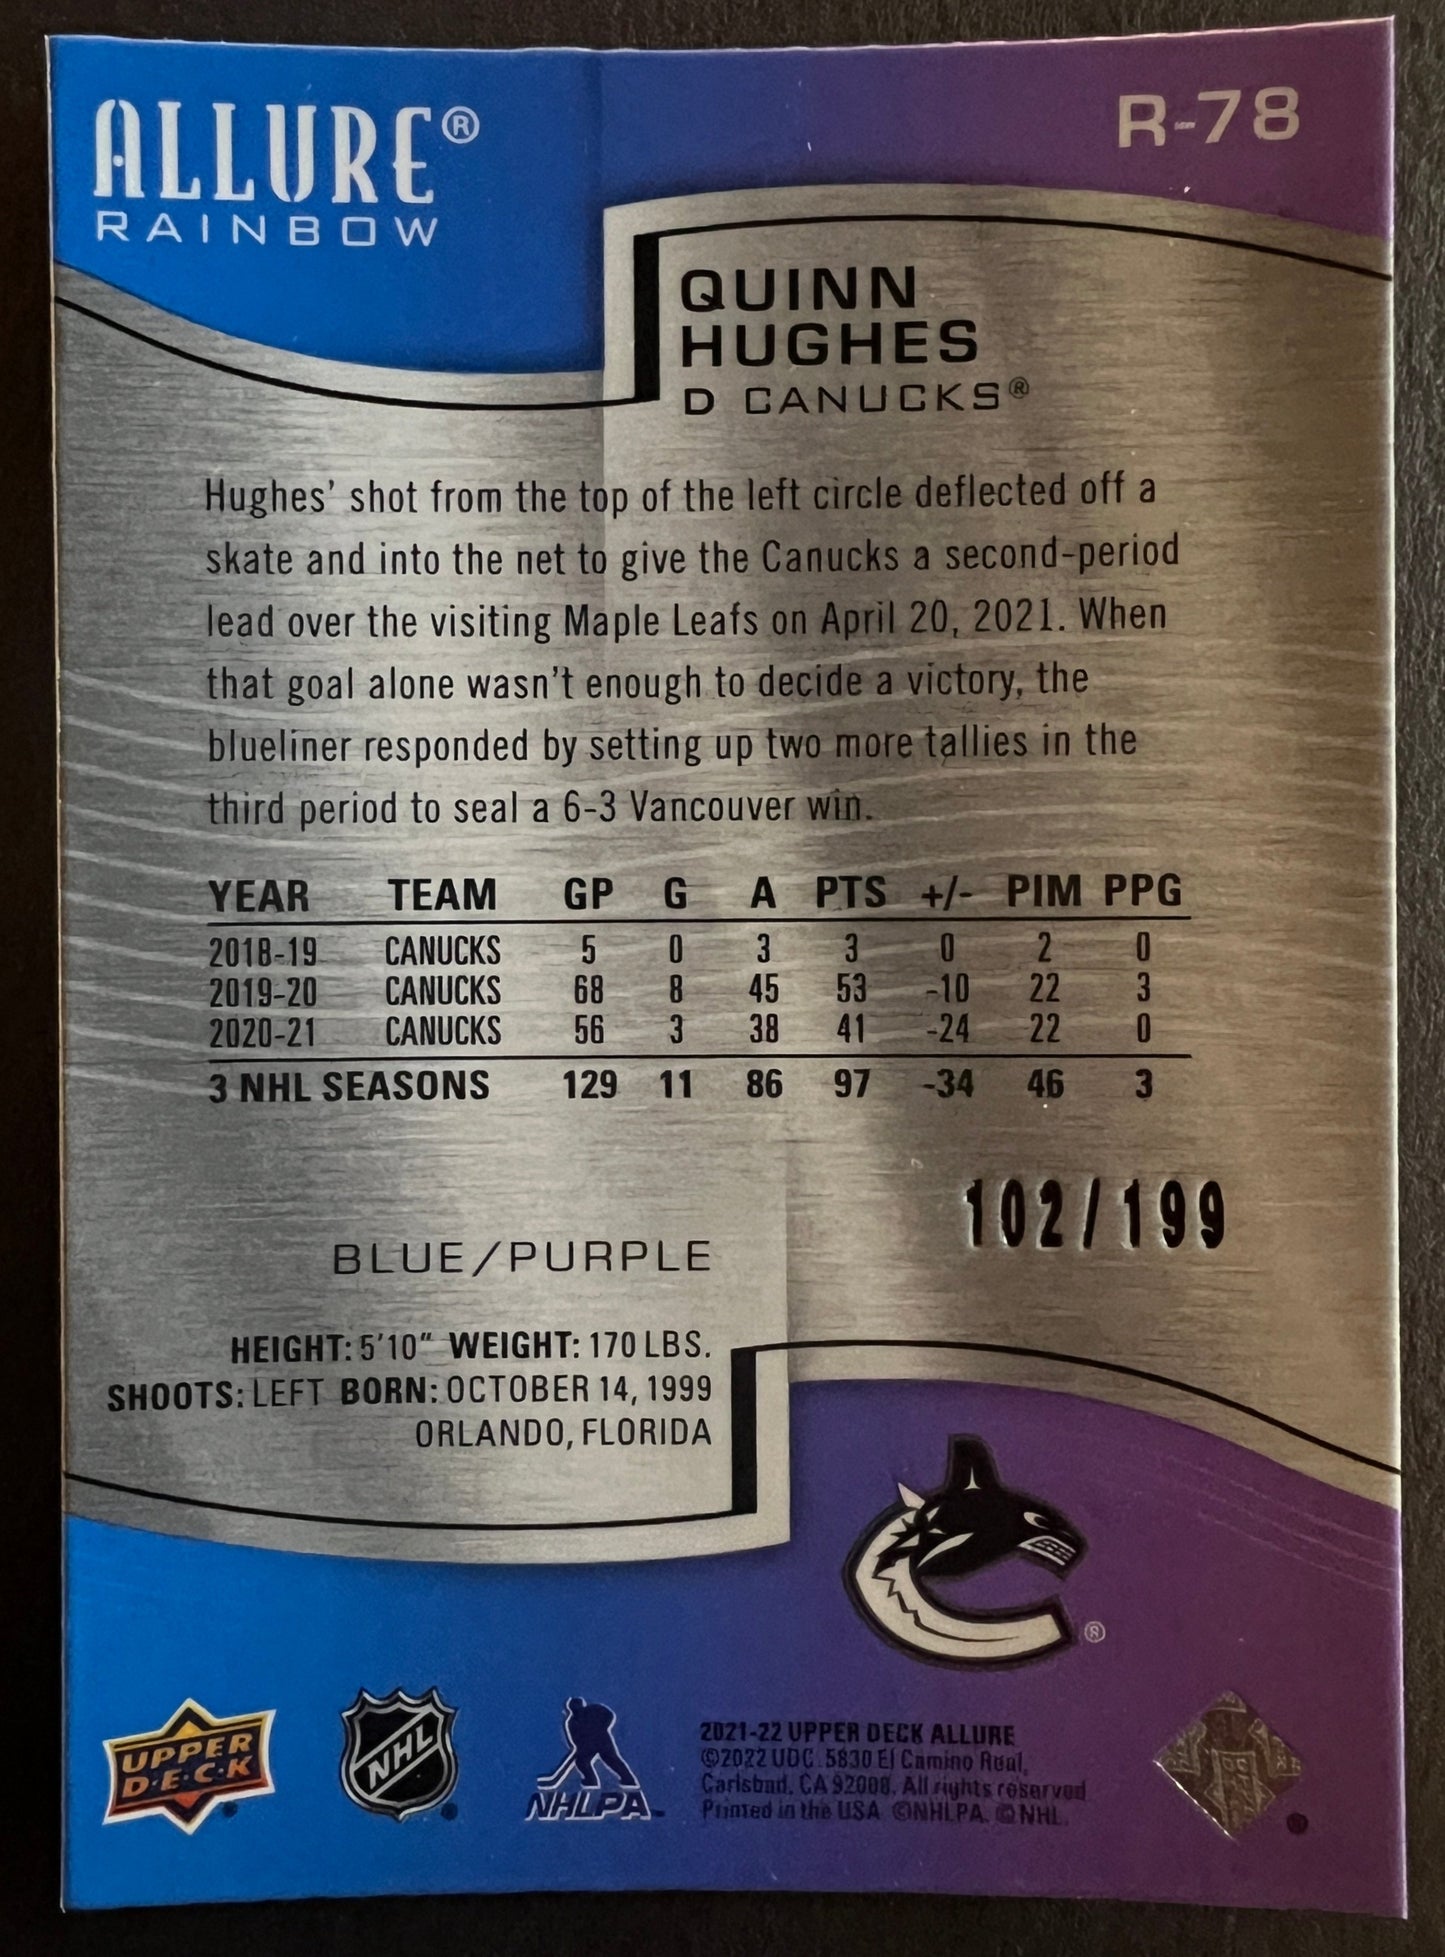 ALLURE®
RAINBOW
R-78
QUINN
HUGHES
D CANUCKS®
Hughes' shot from the top of the left circle deflected off a
skate and into the net to give the Canucks a second-period
lead over the visiting Maple Leafs on April 20, 2021. When
that goal alone wasn't enough to decide a victory, the
blueliner responded by setting up two more tallies in the
third period to seal a 6-3 Vancouver win.
YEAR TEAM GP G A PTS +/- PIM PPG
2018-19 CANUCKS 5 0 3 3 0 2 0
2019-20 CANUCKS 68 8 45 53 -10 22 3
2020-21 CANUCKS 56 3 38 41 -24 22 0
3 NHL SEASONS 129 11 86 97 -34 46 3
102/199
BLUE/PURPLE
HEIGHT: 5'10" WEIGHT: 170 LBS.
SHOOTS: LEFT BORN: OCTOBER 14, 1999
ORLANDO, FLORIDA
®
UPPER
D·E·C·K
NHL
NHLPA
2021-22 UPPER DECK ALLURE
©2022 UDC. 5830 El Camino Real,
Carlsbad, CA 92008. All rights reserved
Printed in the USA ©NHLPA. ©NHL.